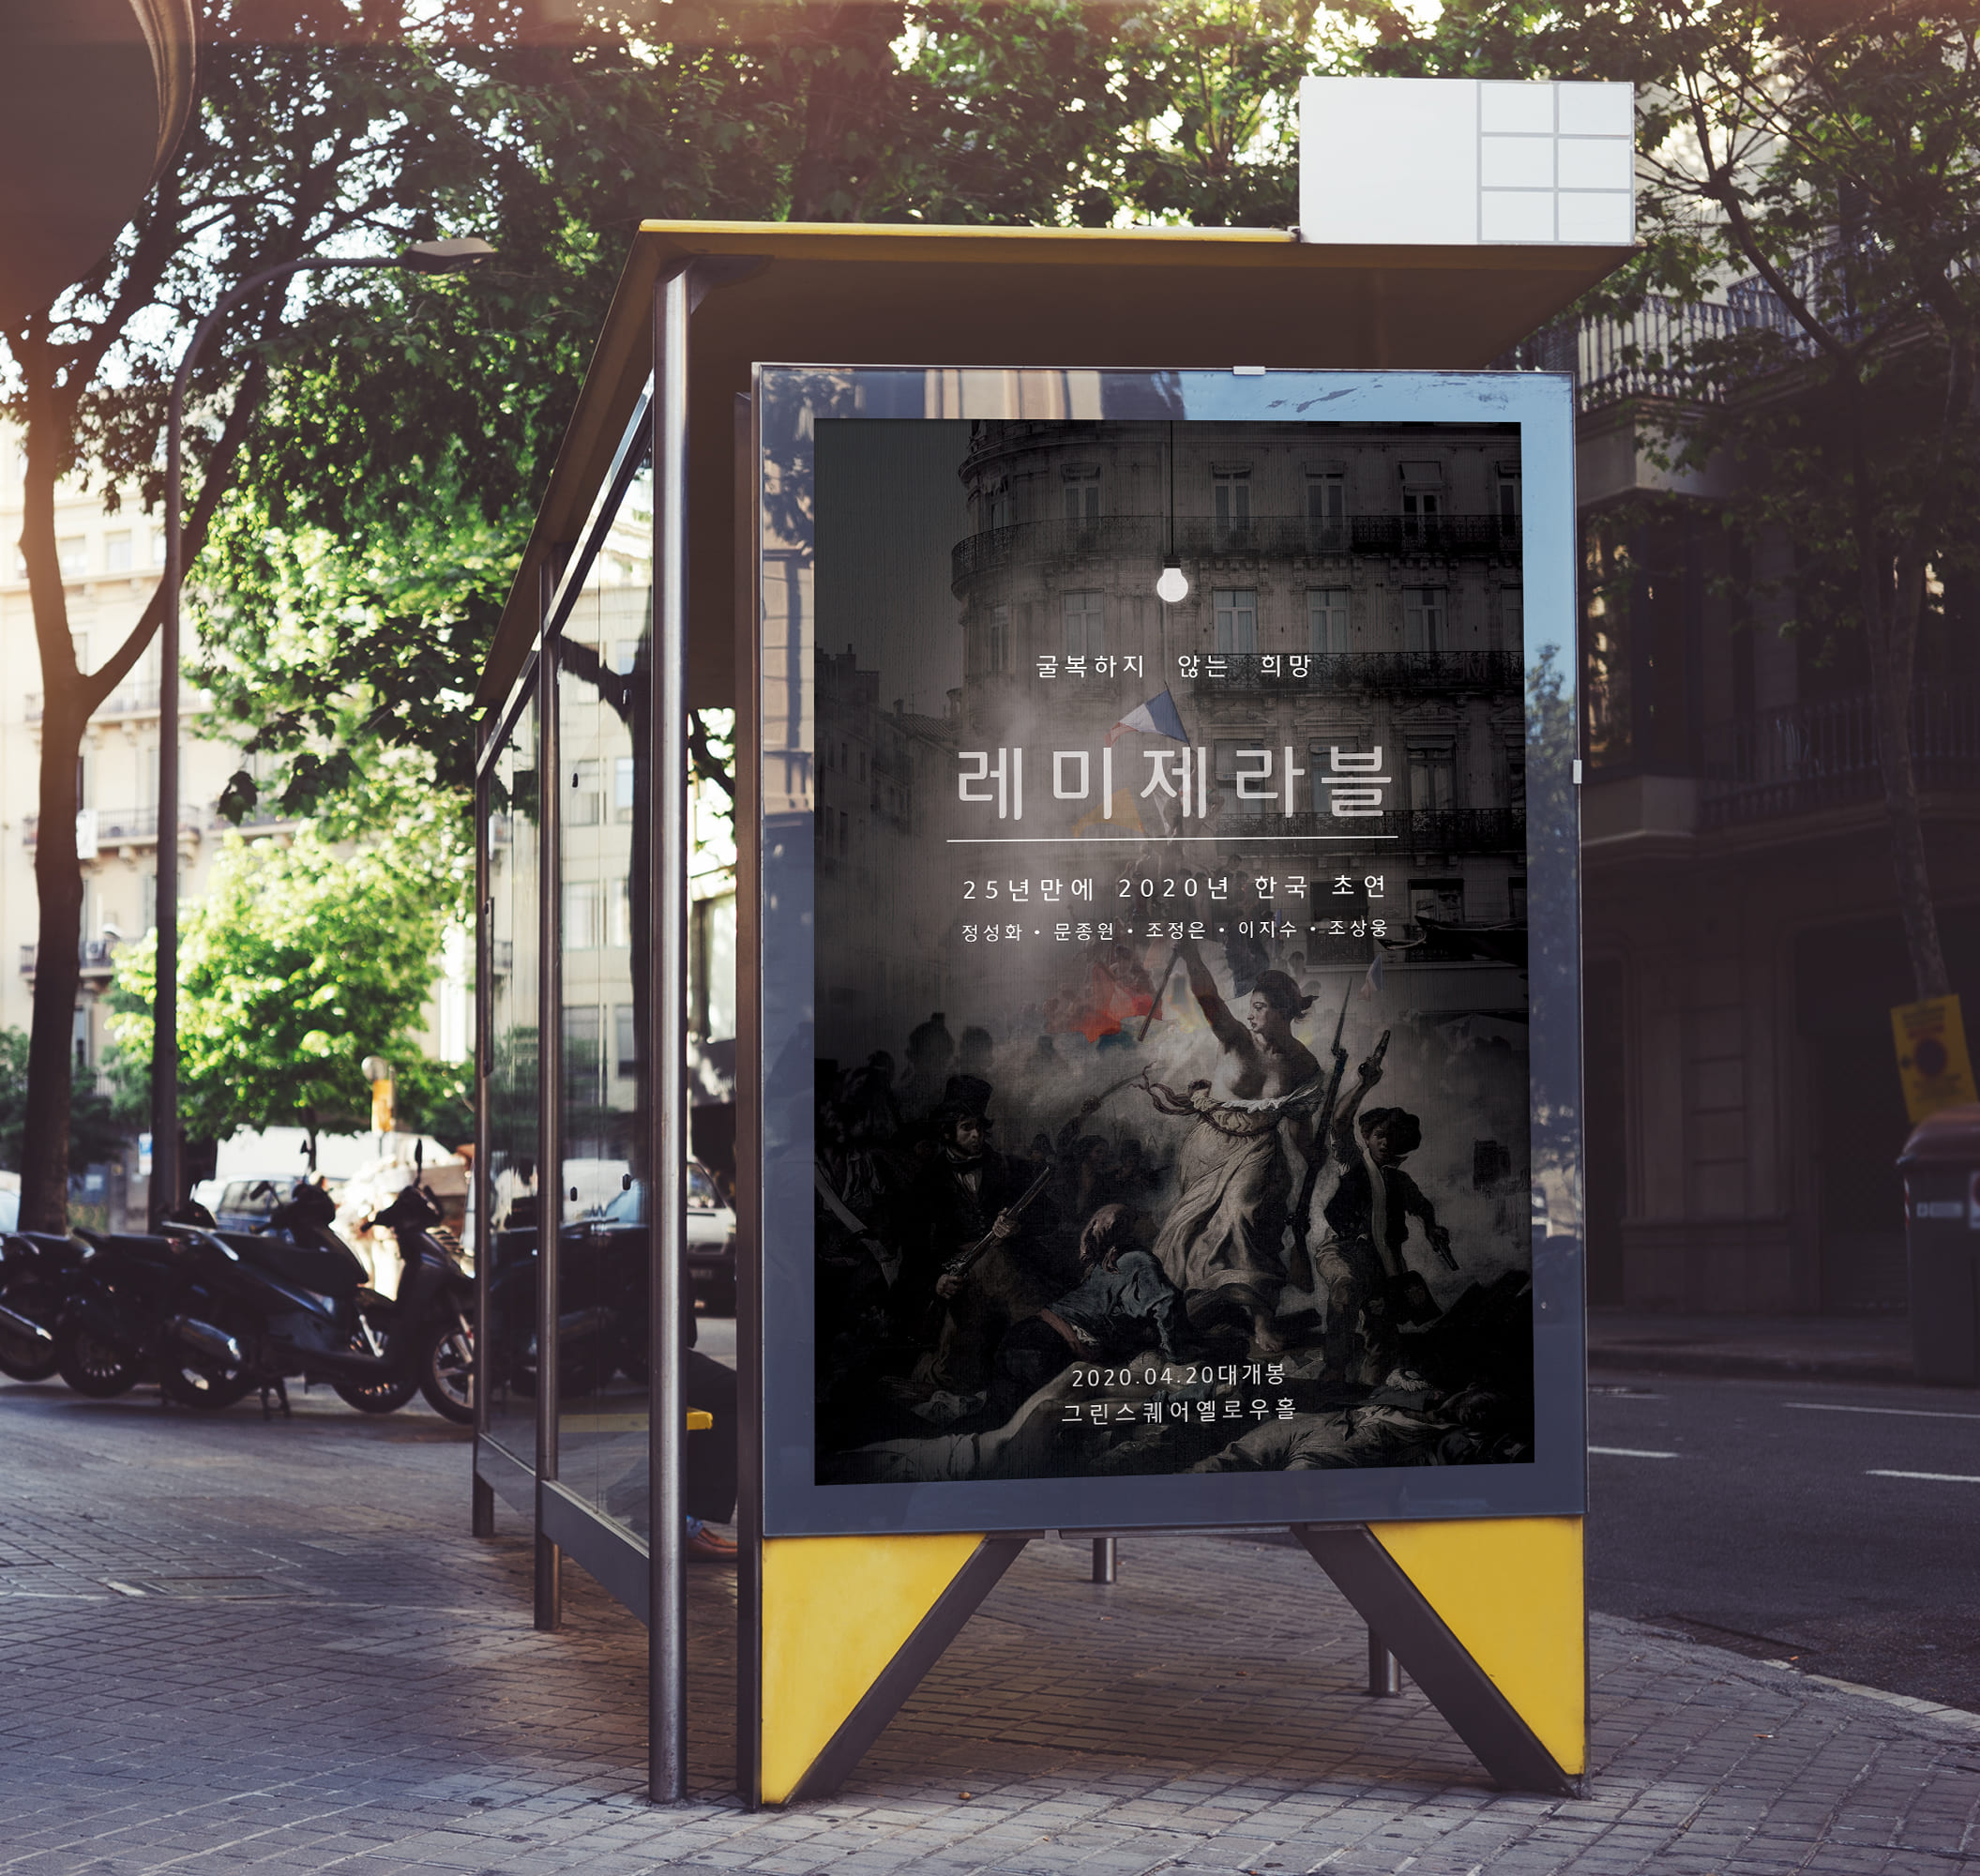 굴복하지 않는 희망
레미제라블
25년만에 2020년 한국 초연
정성화 • 문종원 • 조정은 • 이지수 • 조상웅
2020.04.20대개봉
그린스퀘어옐로우홀